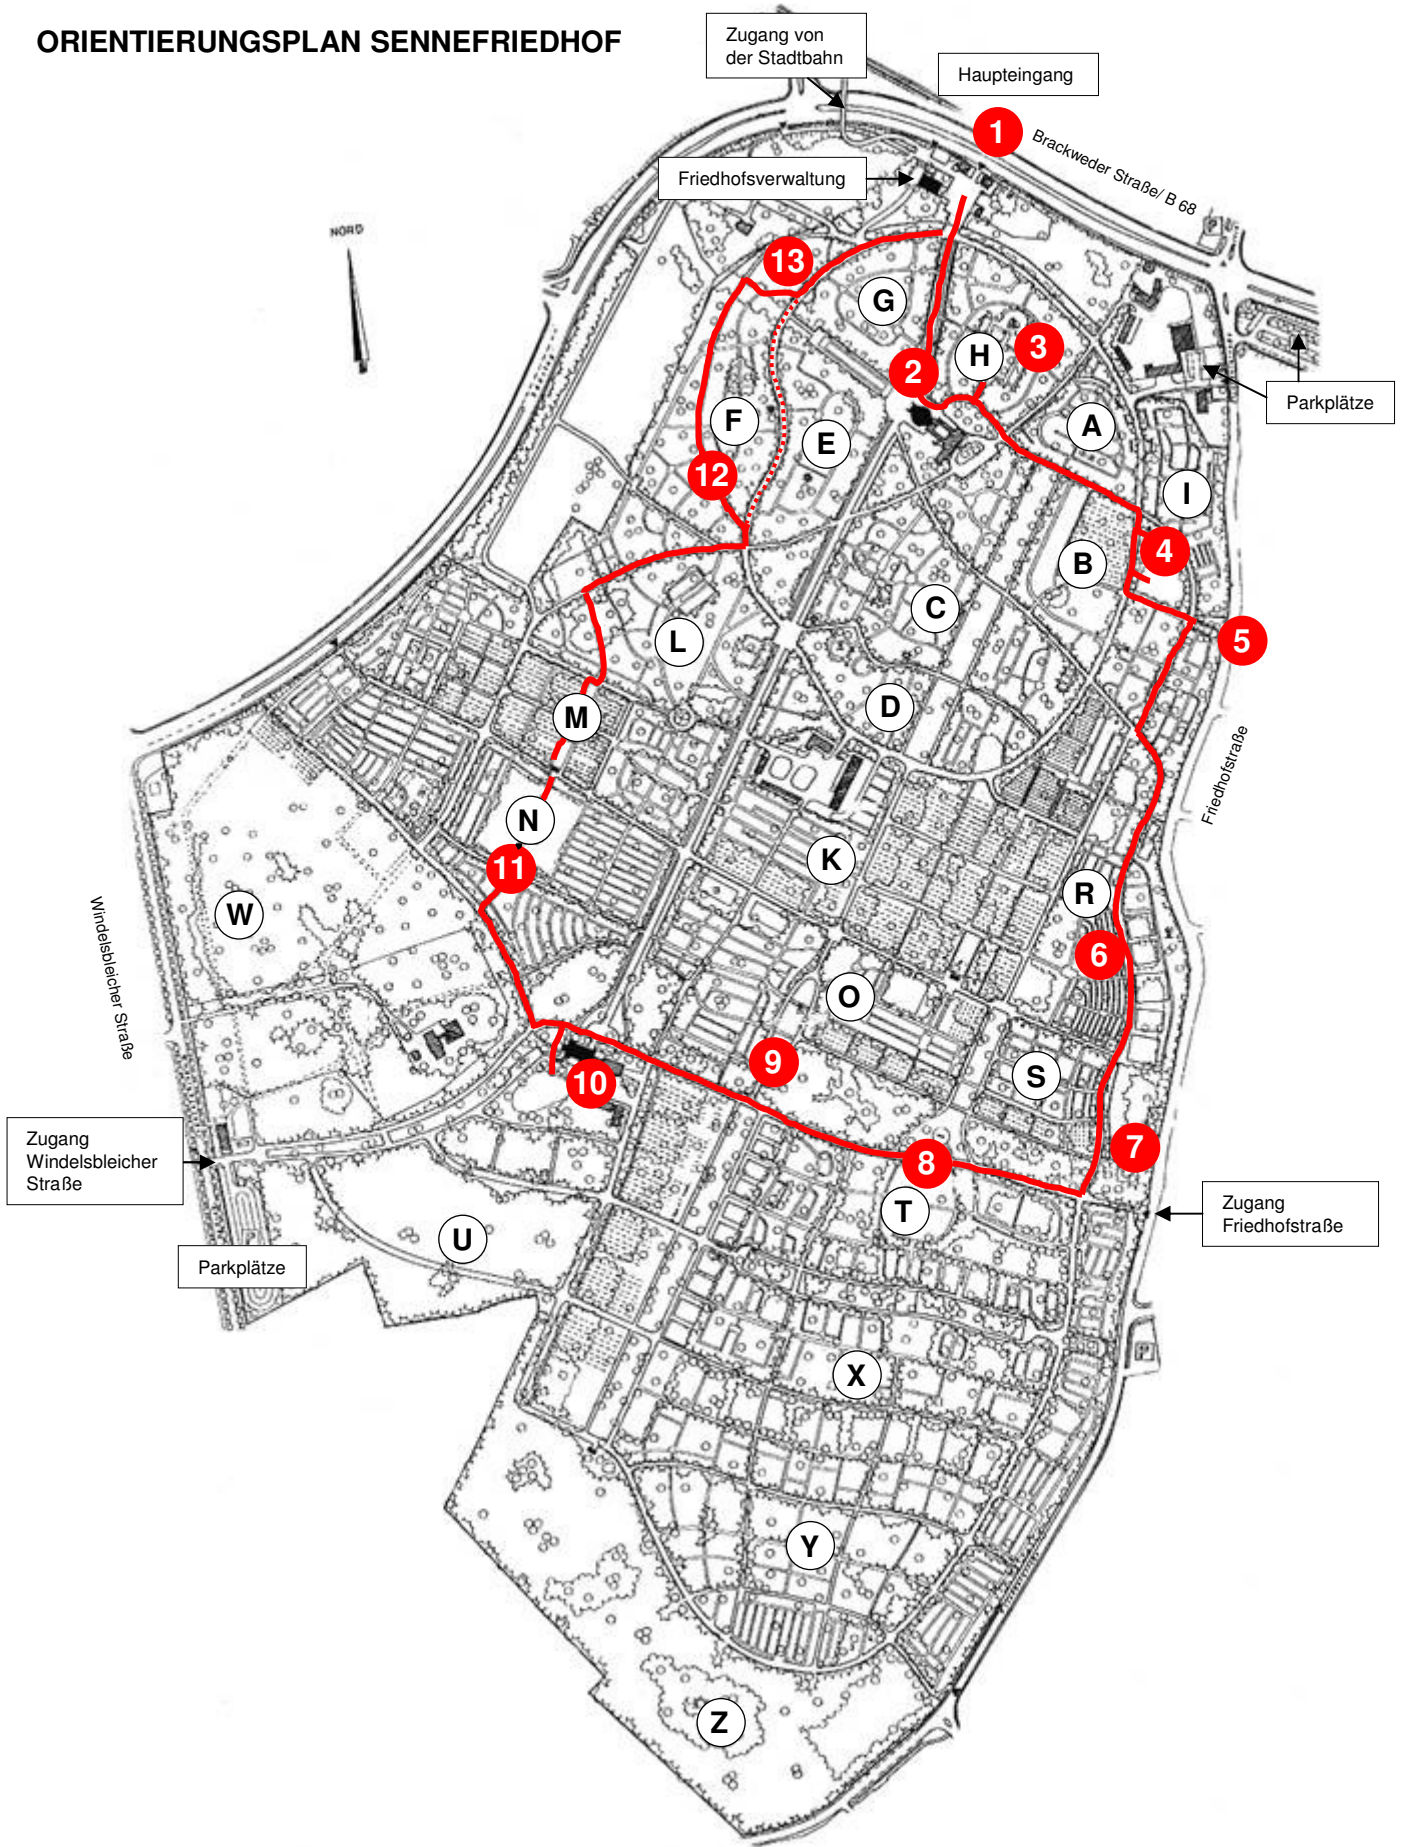 ORIENTIERUNGSPLAN SENNEFRIEDHOF
Zugang von
der Stadtbahn
Haupteingang
1
Brackweder Straße/ B 68
Friedhofsverwaltung
NORD
13
G
2
H
3
Parkplätze
A
F
E
12
I
4
B
C
5
L
D
M
Friedhofstraße
N
K
11
R
W
Windelsbleicher Straße
6
O
9
S
10
Zugang
Windelsbleicher
Straße
7
8
T
Zugang
Friedhofstraße
U
Parkplätze
X
Y
Z